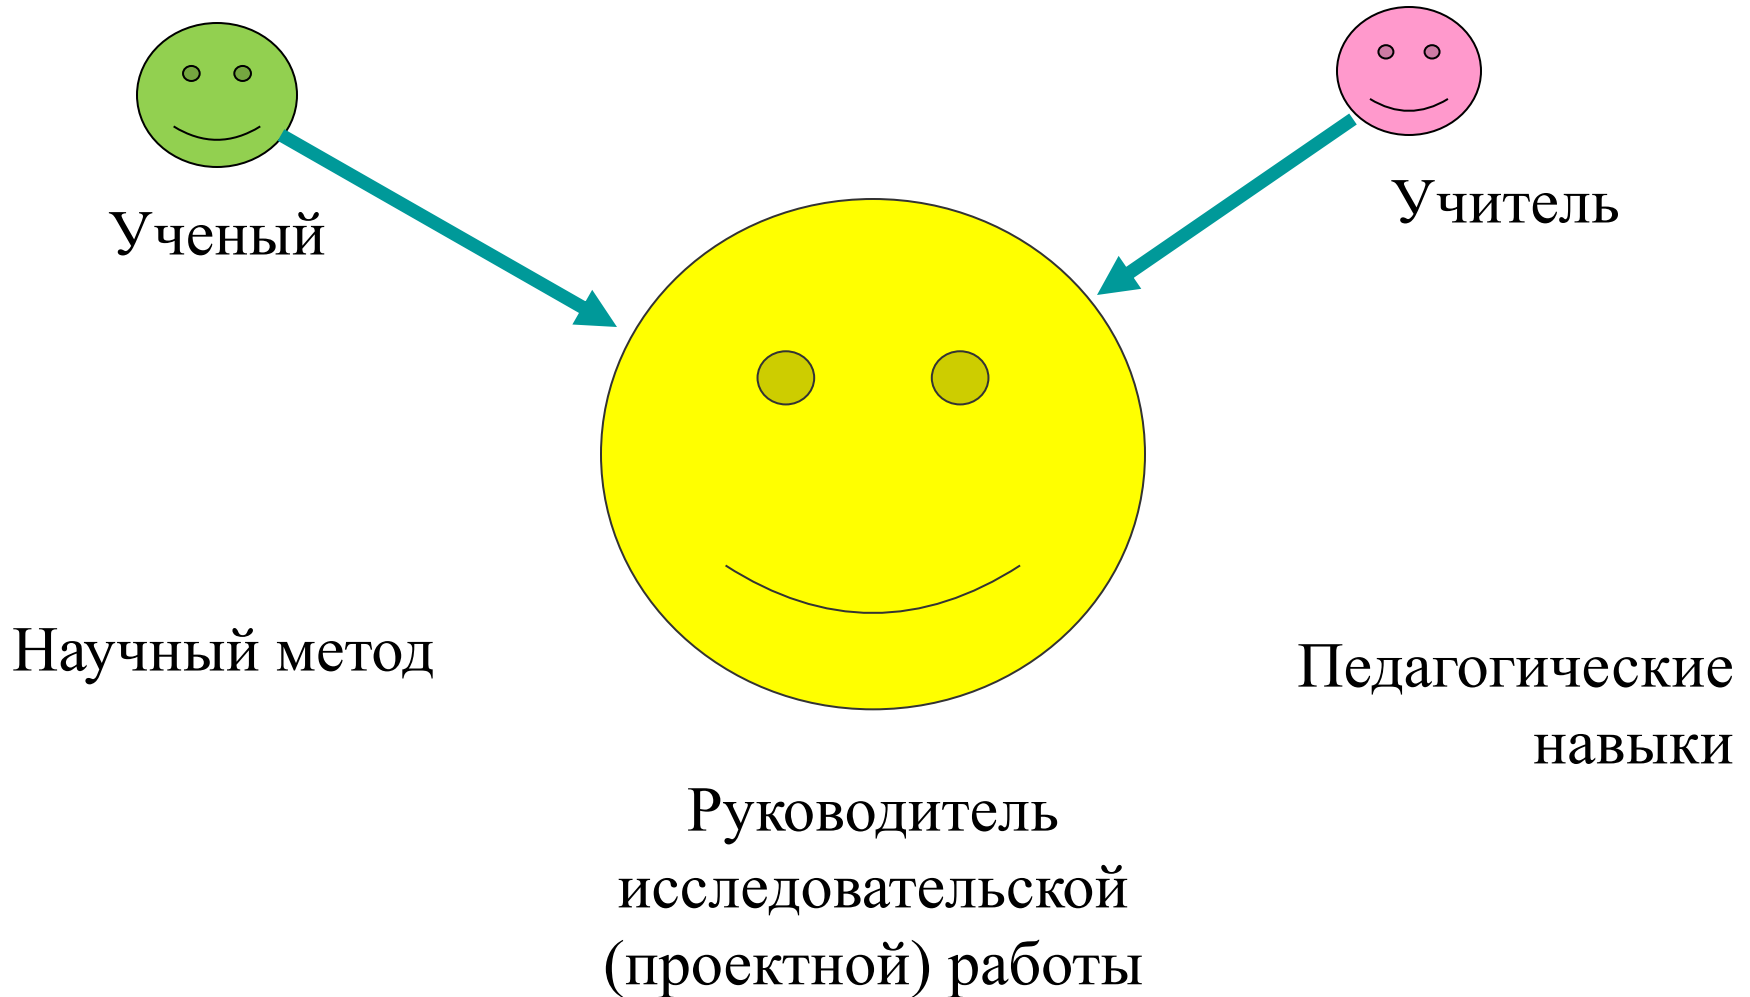 Ученый
Учитель
Научный метод
Педагогические
навыки
Руководитель
исследовательской
(проектной) работы